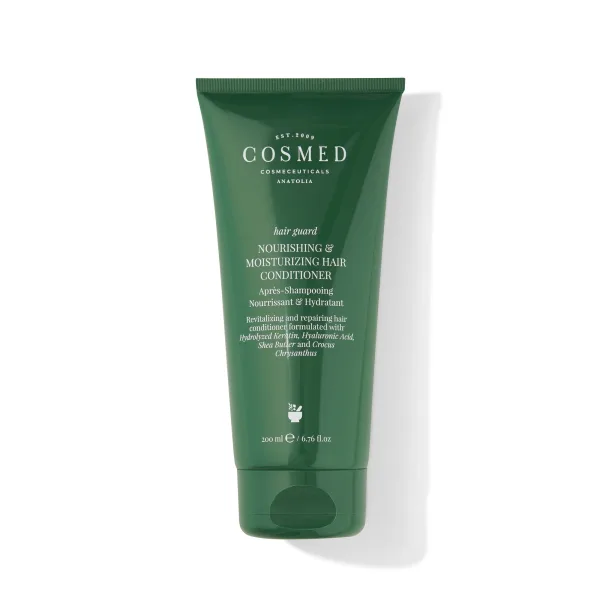 EST. 2009
COSMED
COSMECEUTICALS
ANATOLIA
hair guard
NOURISHING &
MOISTURIZING HAIR
CONDITIONER
Après-Shampooing
Nourrissant & Hydratant
Revitalizing and repairing hair
conditioner formulated with
Hydrolyzed Keratin, Hyaluronic Acid,
Shea Butter and Crocus
Chrysanthus
200 ml ℮ / 6.76 fl.oz